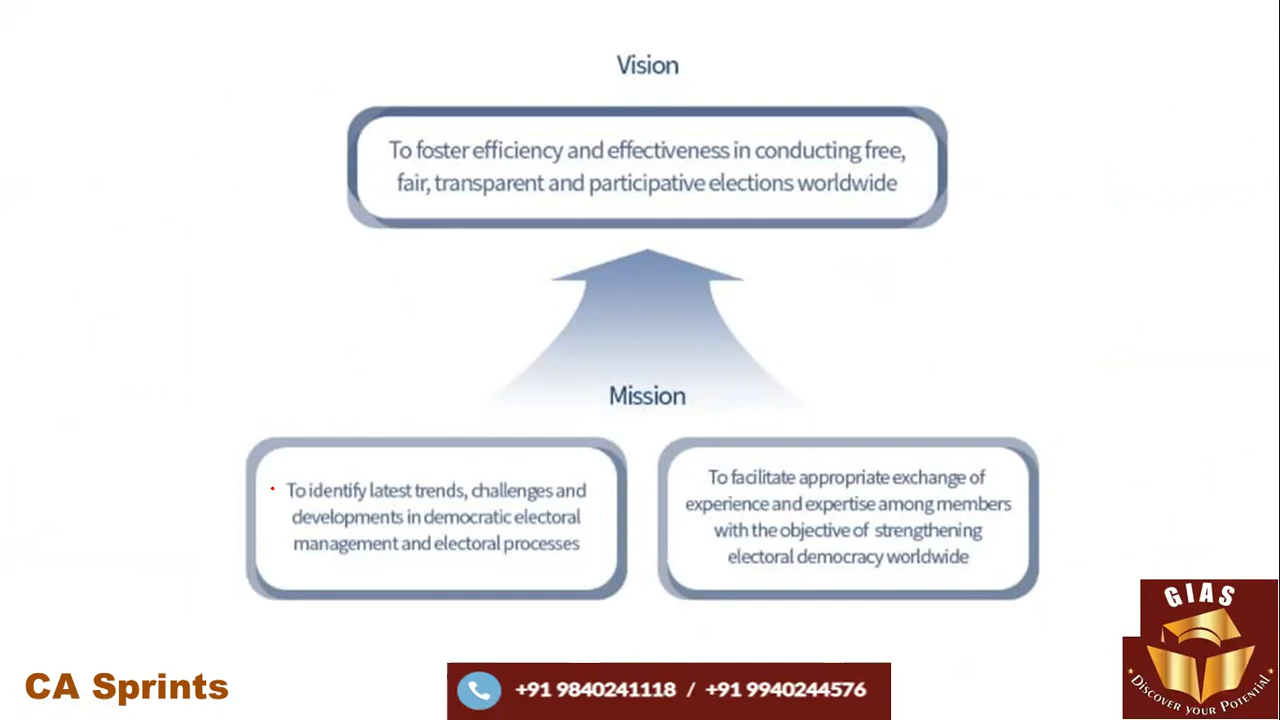 Vision
To foster efficiency and effectiveness in conducting free,
fair, transparent and participative elections worldwide
Mission
To identify latest trends, challenges and
developments in democratic electoral
management and electoral processes
To facilitate appropriate exchange of
experience and expertise among members
with the objective of strengthening
electoral democracy worldwide
GIAS
Discover your Potential
CA Sprints
+91 9840241118 / +91 9940244576